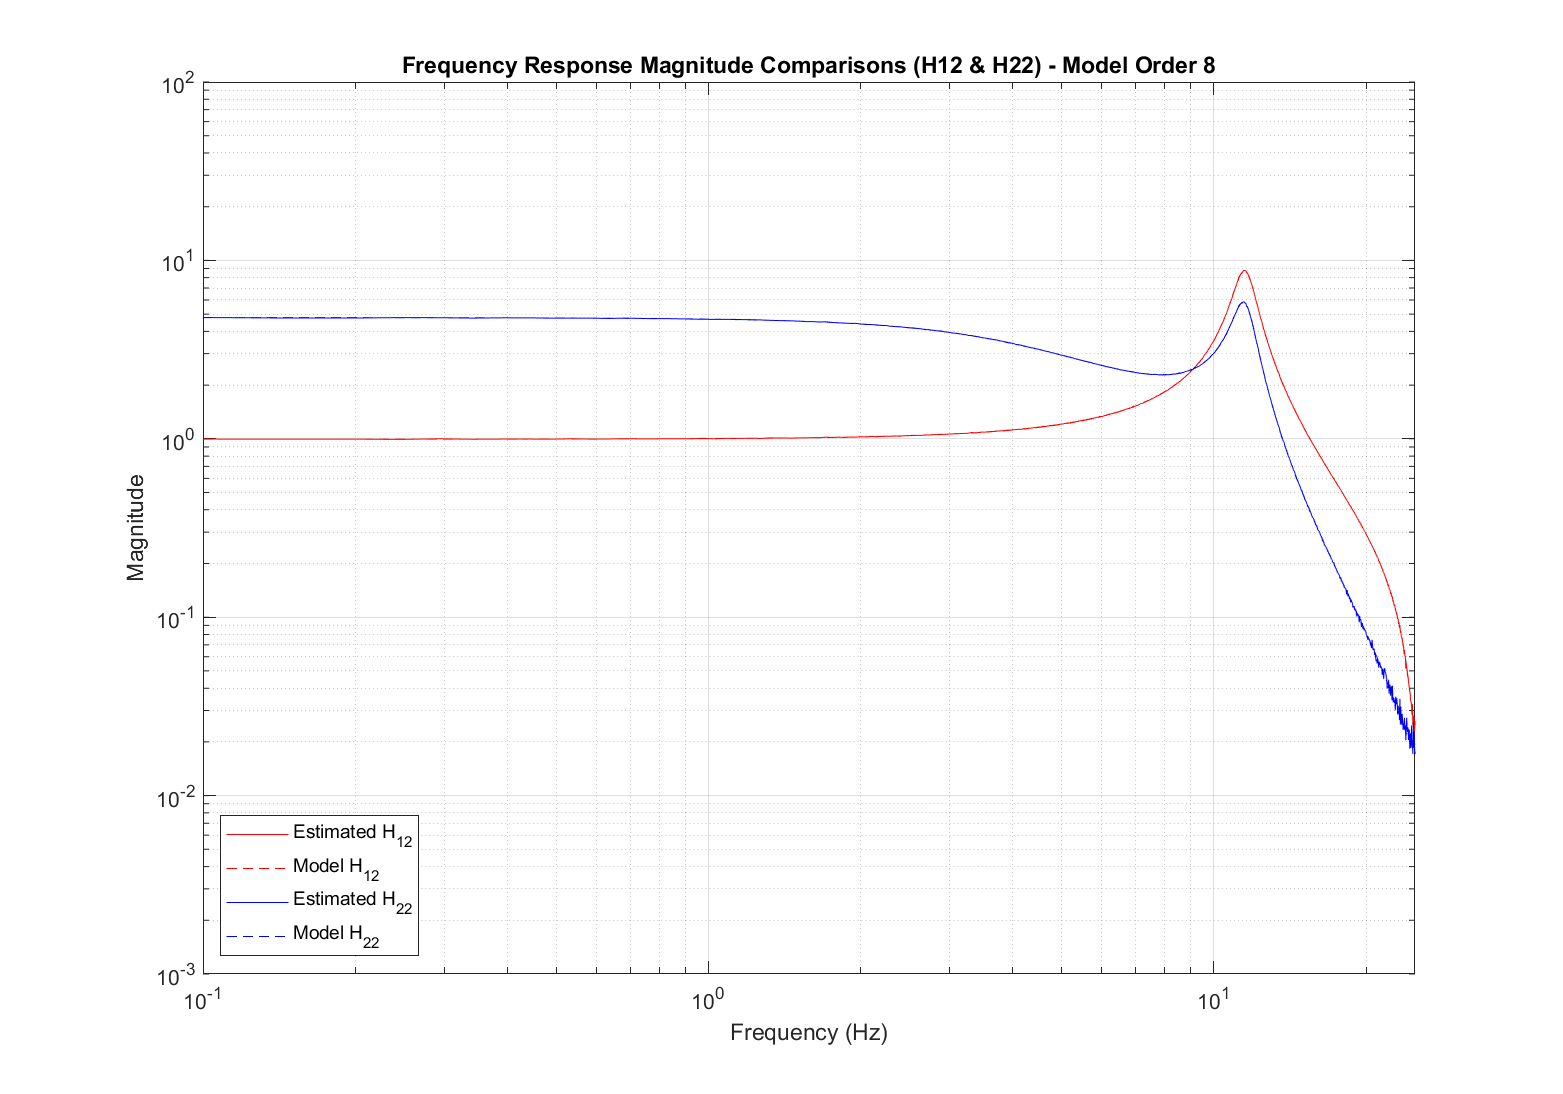 Frequency Response Magnitude Comparisons (H12 & H22) - Model Order 8
10^2
10^1
10^0
10^-1
10^-2
10^-3
Magnitude
Estimated H_12
Model H_12
Estimated H_22
Model H_22
10^-1 10^0 10^1
Frequency (Hz)